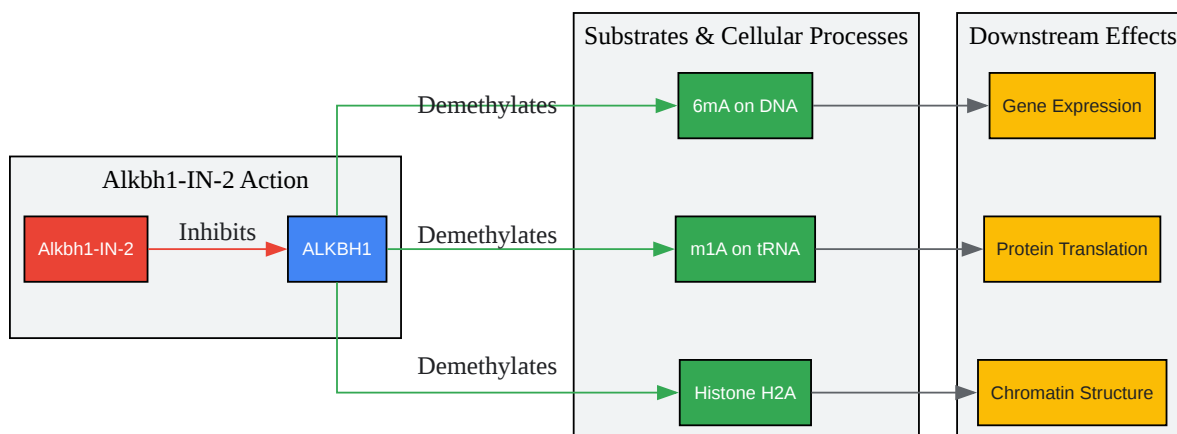 Substrates & Cellular Processes
Downstream Effects
Demethylates
6mA on DNA
Gene Expression
Alkbh1-IN-2 Action
Alkbh1-IN-2
Inhibits
ALKBH1
Demethylates
m1A on tRNA
Protein Translation
Demethylates
Histone H2A
Chromatin Structure